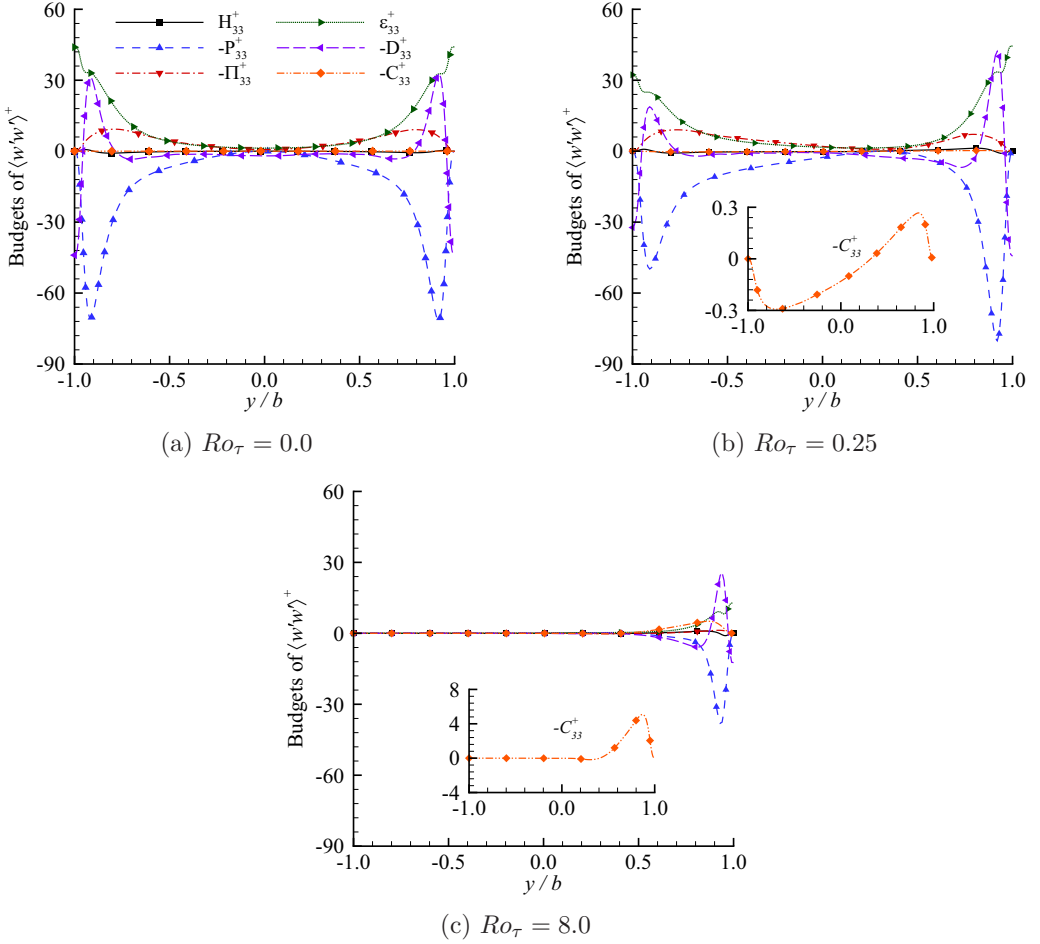 60
30
0
-30
-60
-90
Budgets of ⟨w'w'⟩⁺
H⁺₃₃
-P⁺₃₃
-Π⁺₃₃
ε⁺₃₃
-D⁺₃₃
-C⁺₃₃
-1.0 -0.5 0.0 0.5 1.0
y / b
(a) Roτ = 0.0
60
30
0
-30
-60
-90
Budgets of ⟨w'w'⟩⁺
0.3
0
-0.3
-C⁺₃₃
-1.0 0.0 1.0
-1.0 -0.5 0.0 0.5 1.0
y / b
(b) Roτ = 0.25
60
30
0
-30
-60
-90
Budgets of ⟨w'w'⟩⁺
8
4
0
-4
-C⁺₃₃
-1.0 0.0 1.0
-1.0 -0.5 0.0 0.5 1.0
y / b
(c) Roτ = 8.0